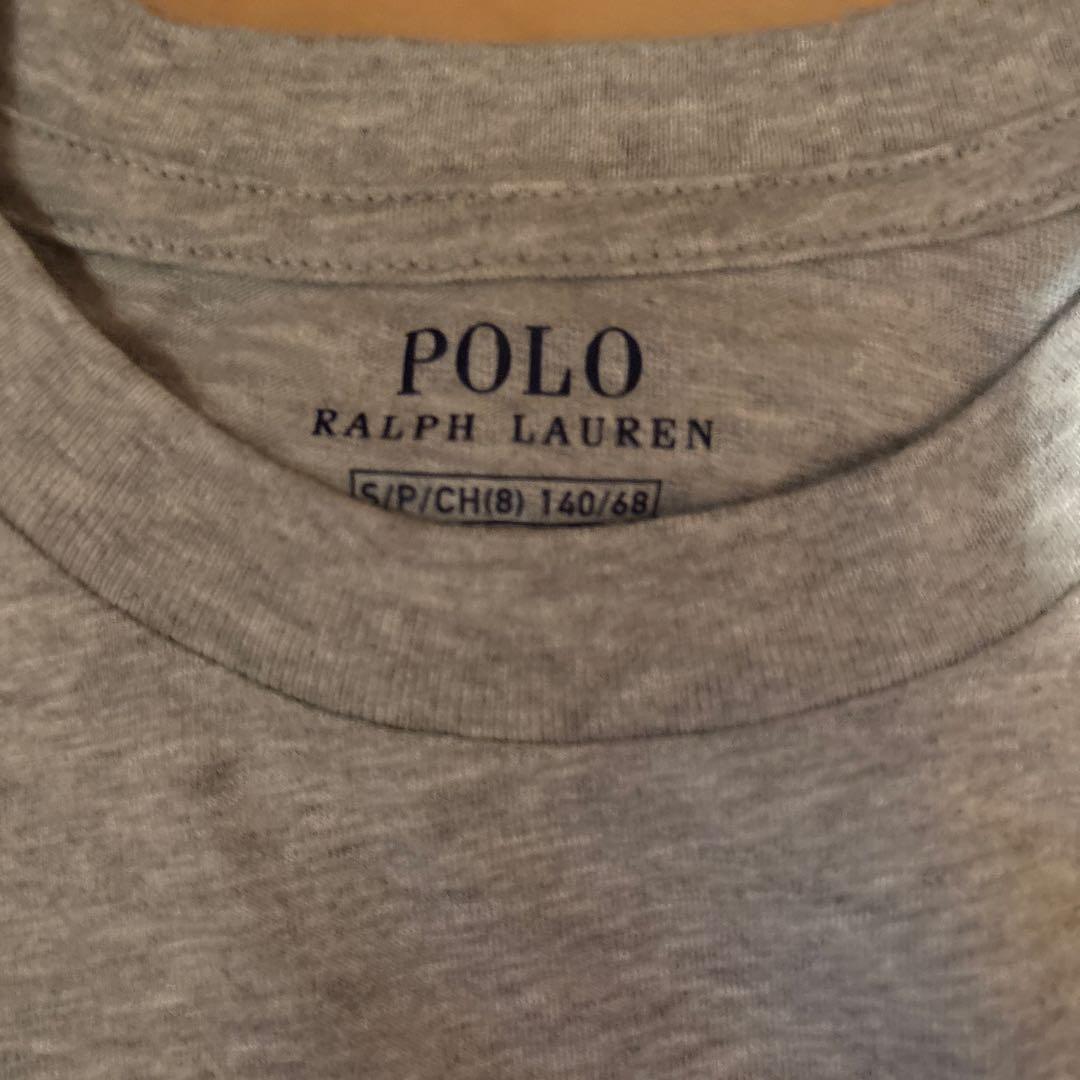 POLO
RALPH LAUREN
S/P/CH(8) 140/68